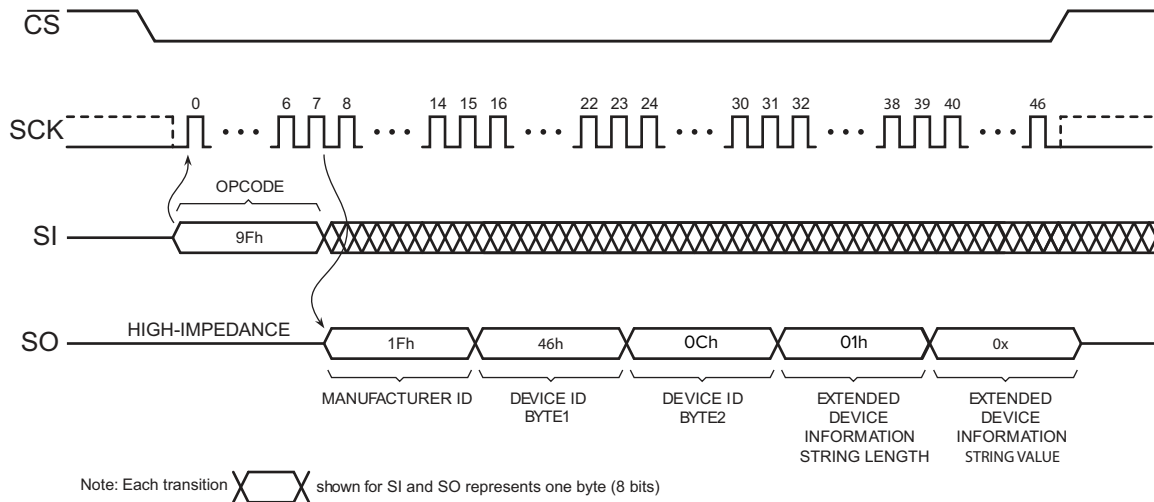 CS
0 6 7 8 14 15 16 22 23 24 30 31 32 38 39 40 46
SCK
OPCODE
SI 9Fh
HIGH-IMPEDANCE
SO 1Fh 46h 0Ch 01h 0x
MANUFACTURER ID DEVICE ID DEVICE ID EXTENDED EXTENDED
BYTE1 BYTE2 DEVICE DEVICE
INFORMATION INFORMATION
STRING LENGTH STRING VALUE
Note: Each transition shown for SI and SO represents one byte (8 bits)